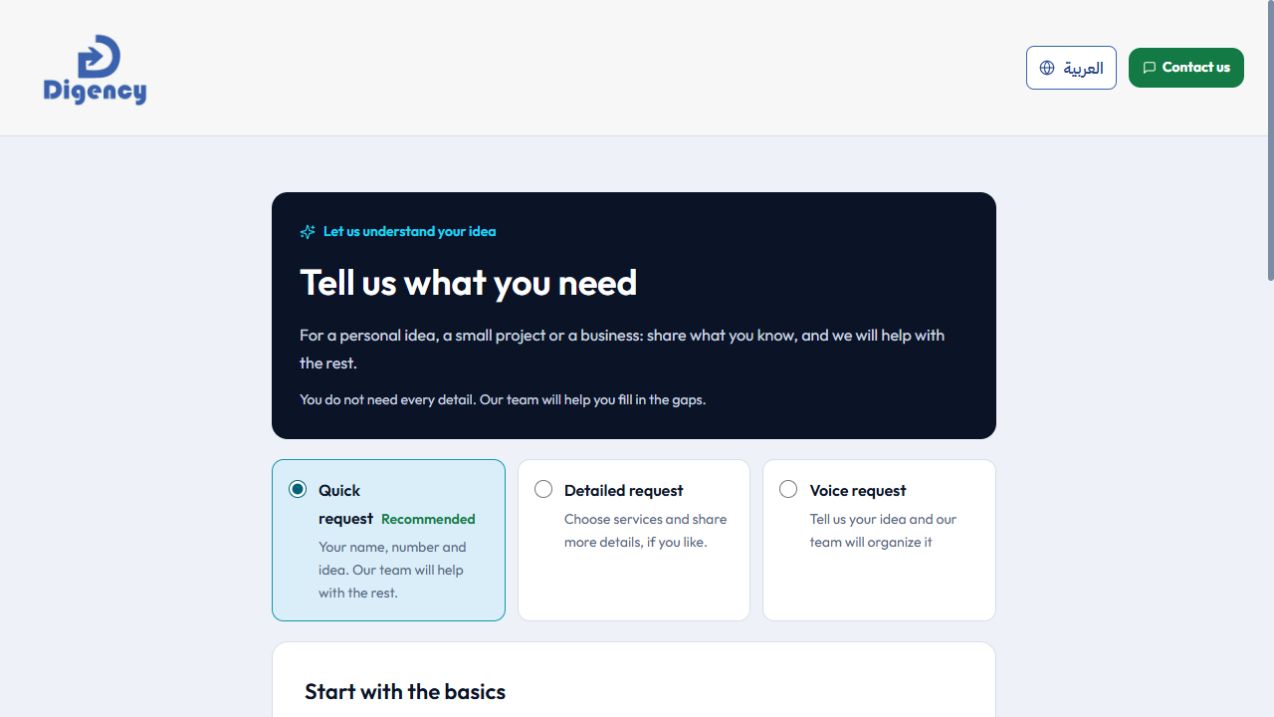 Digency
العربية
Contact us
Let us understand your idea
Tell us what you need
For a personal idea, a small project or a business: share what you know, and we will help with
the rest.
You do not need every detail. Our team will help you fill in the gaps.
Quick
request Recommended
Your name, number and
idea. Our team will help
with the rest.
Detailed request
Choose services and share
more details, if you like.
Voice request
Tell us your idea and our
team will organize it
Start with the basics